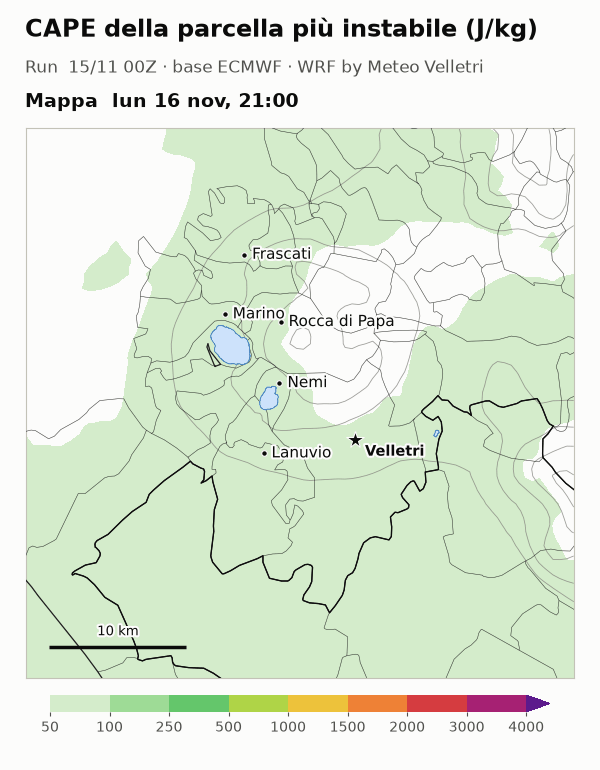 CAPE della parcella più instabile (J/kg)
Run  15/11 00Z · base ECMWF · WRF by Meteo Velletri
Mappa  lun 16 nov, 21:00
Frascati
Marino
Rocca di Papa
Nemi
Velletri
Lanuvio
10 km
50 100 250 500 1000 1500 2000 3000 4000